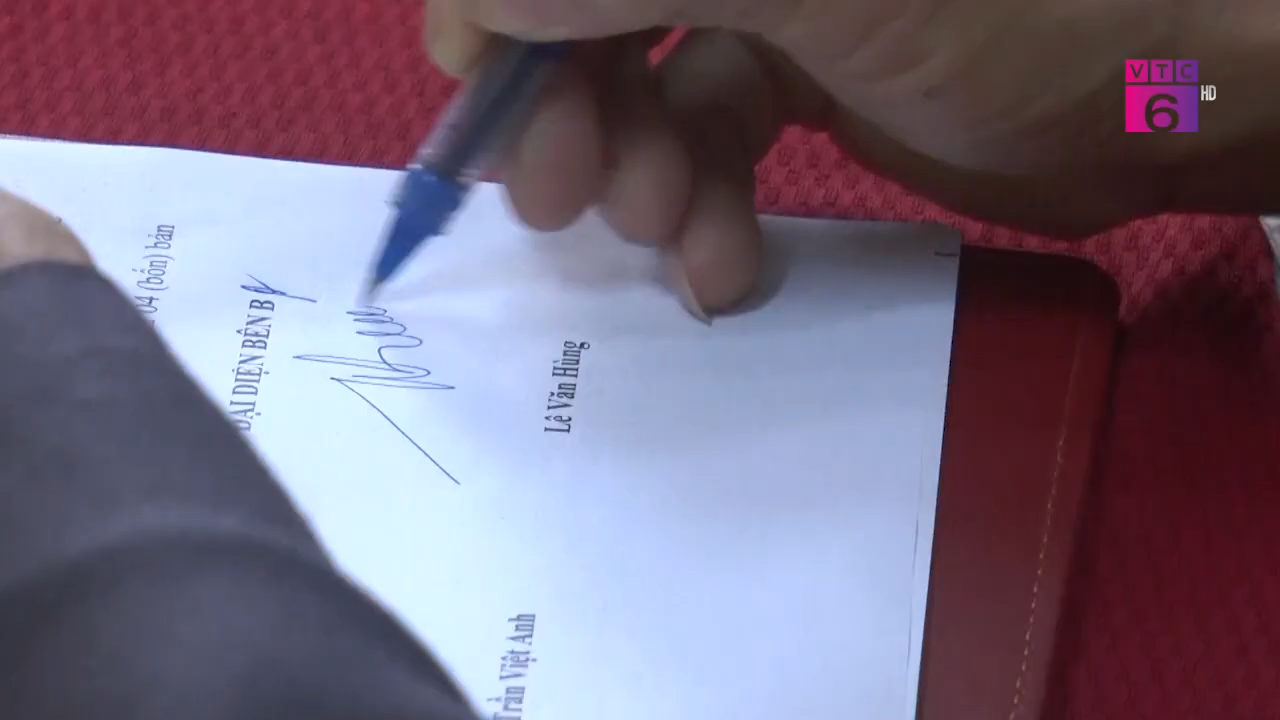 VTC
6
HD
04 (bốn) bản
ĐẠI DIỆN BÊN B
Lê Văn Hùng
Trần Việt Anh